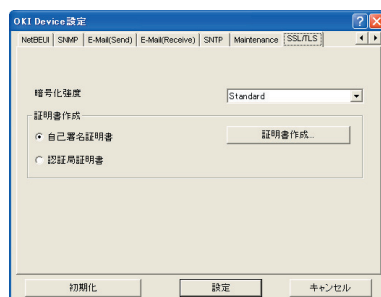 OKI Device設定
NetBEUI SNMP E-Mail(Send) E-Mail(Receive) SNTP Maintenance SSL/TLS
暗号化強度 Standard
証明書作成
自己署名証明書 証明書作成...
認証局証明書
初期化 設定 キャンセル